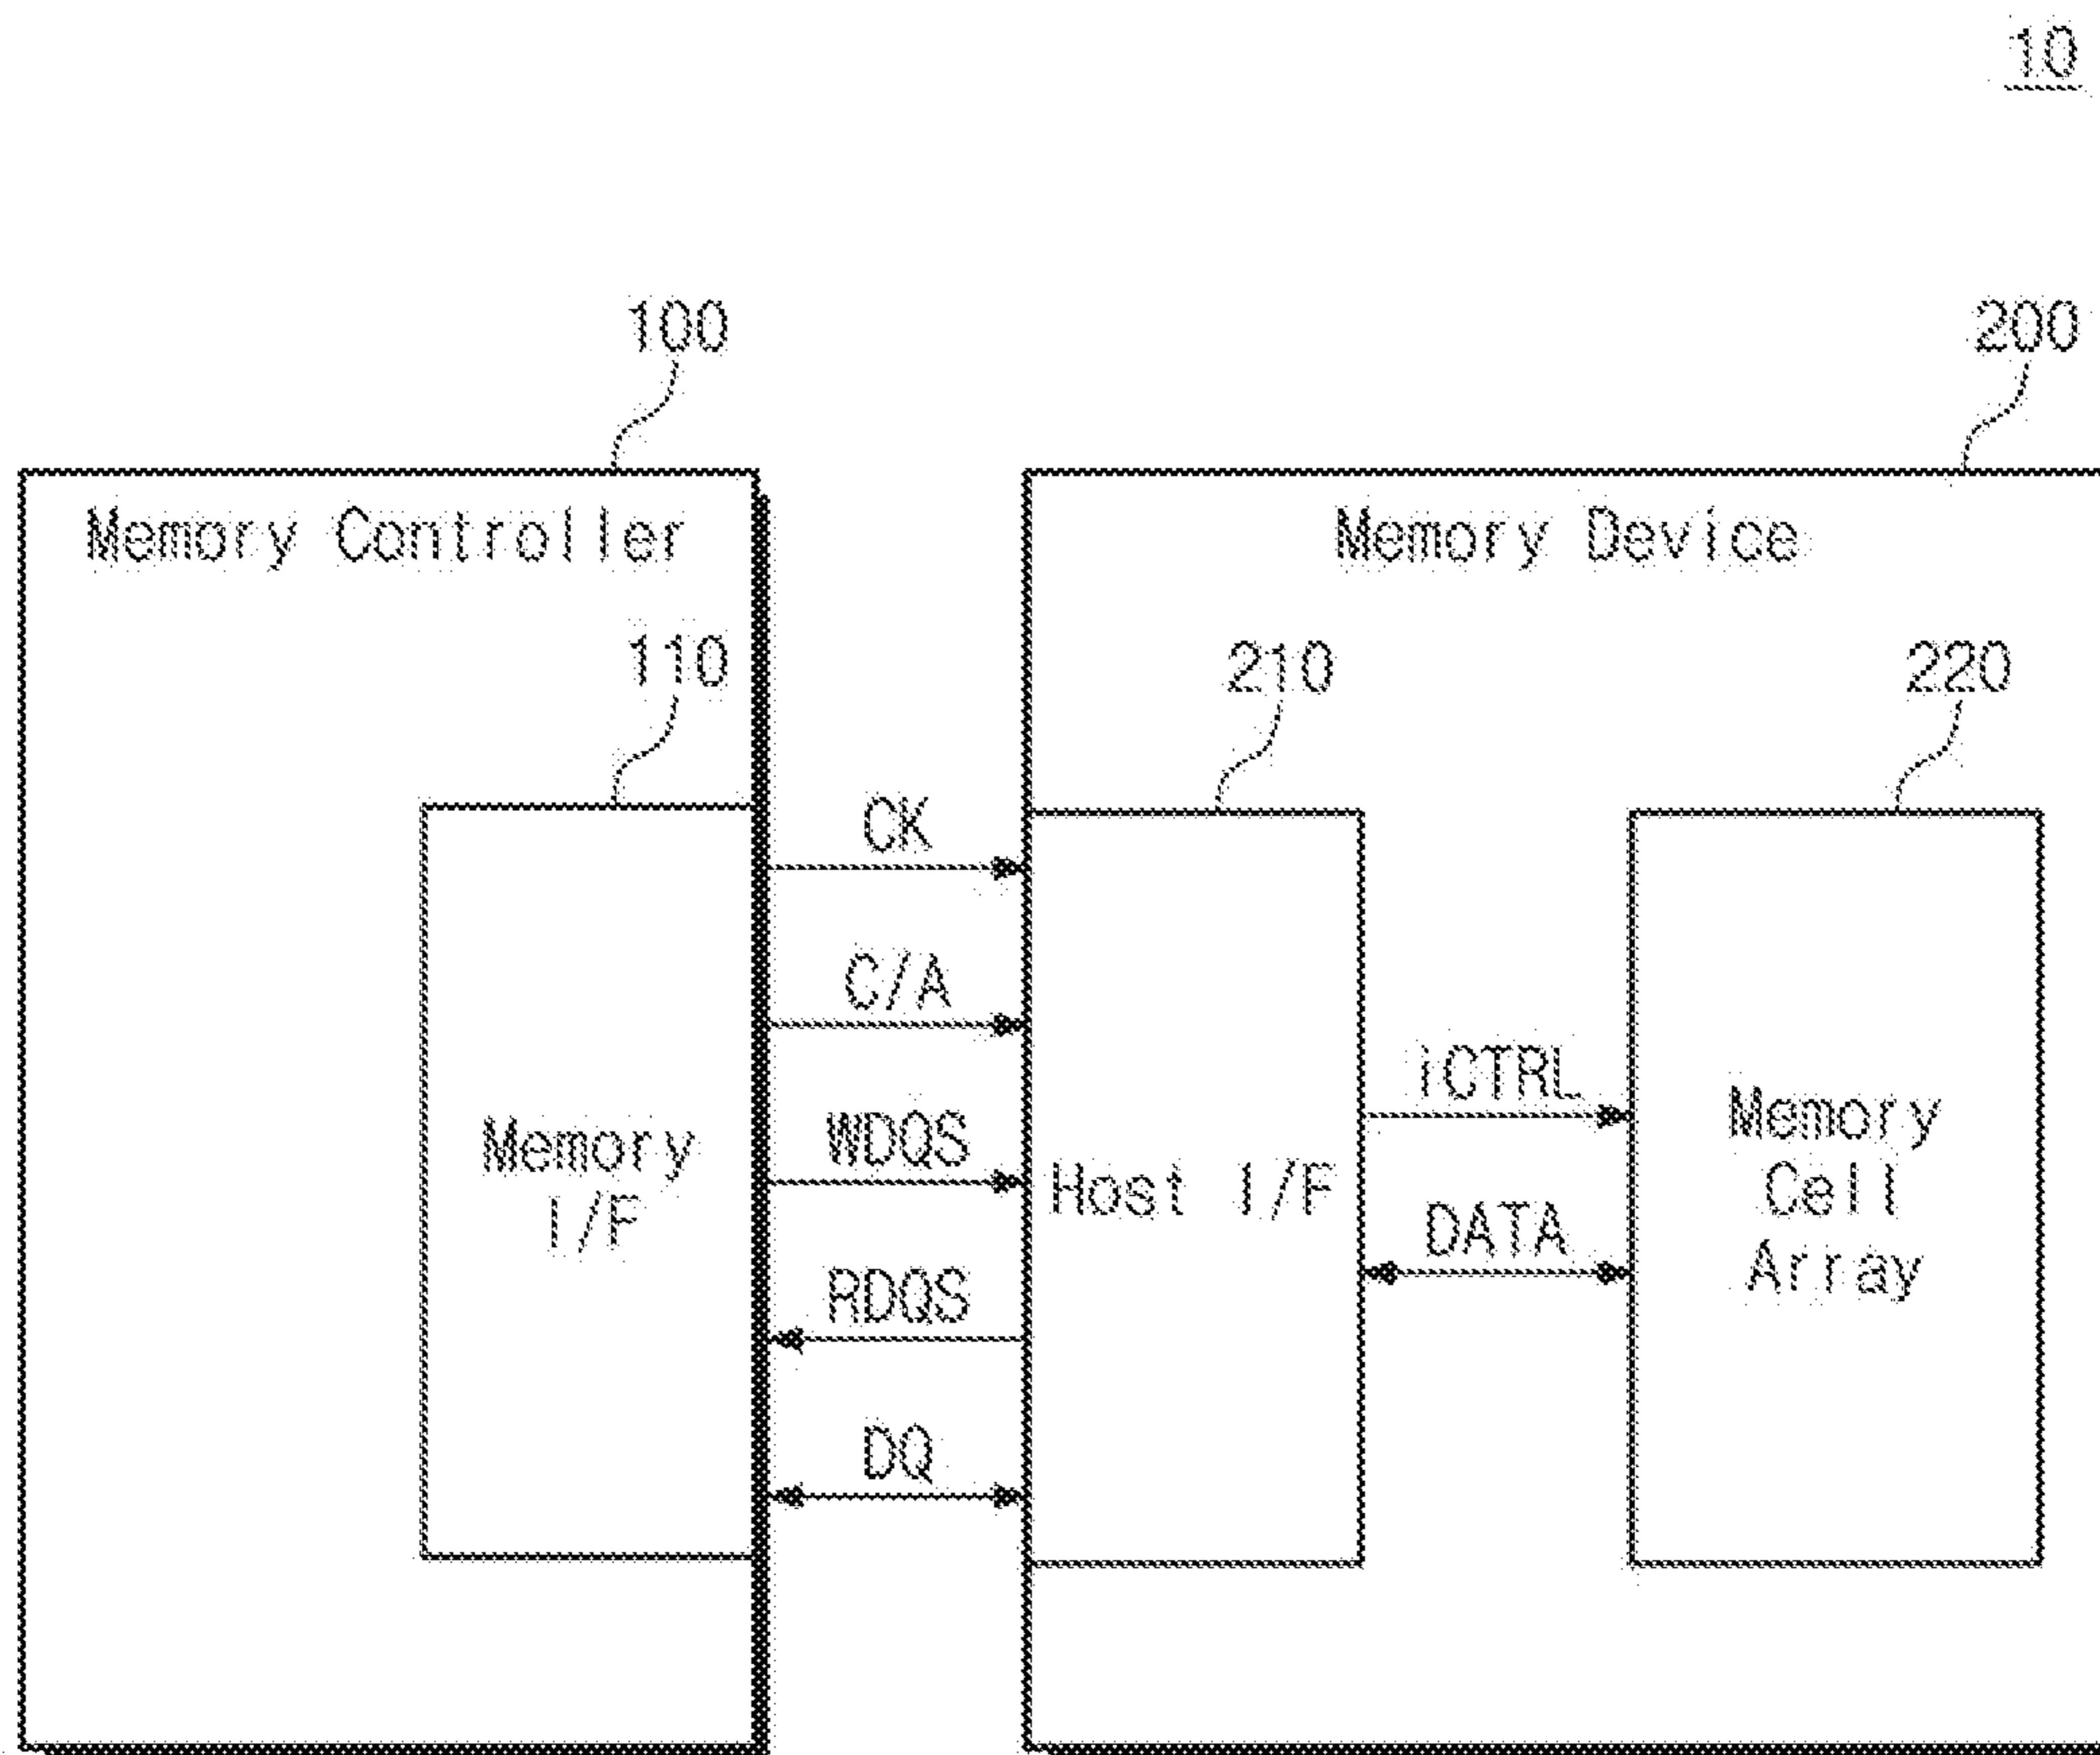 10
100
200
Memory Controller
Memory Device
110
210
220
CK
C/A
WDQS
RDQS
DQ
Memory
I/F
Host I/F
iCTRL
DATA
Memory
Cell
Array